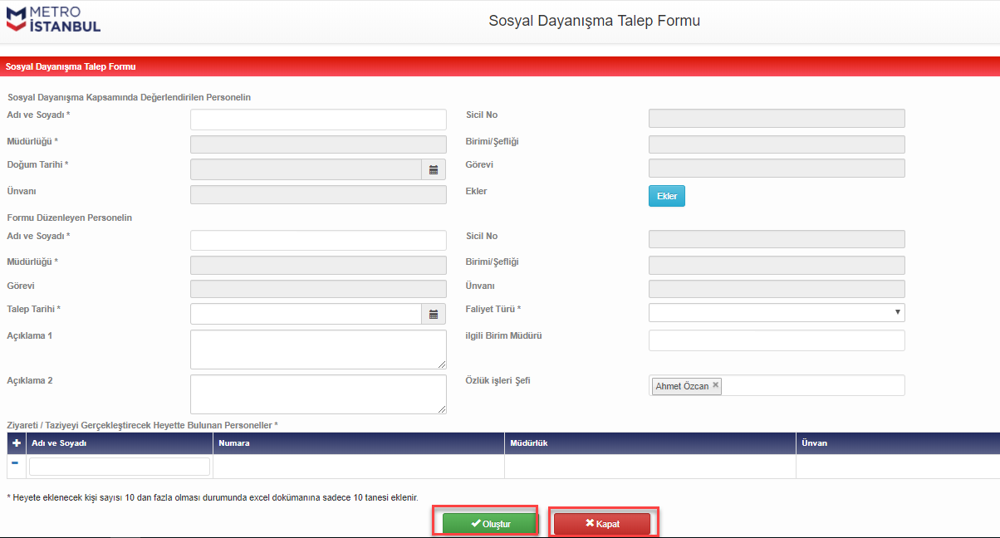 METRO
İSTANBUL
Sosyal Dayanışma Talep Formu
Sosyal Dayanışma Talep Formu
Sosyal Dayanışma Kapsamında Değerlendirilen Personelin
Adı ve Soyadı * Sicil No
Müdürlüğü * Birimi/Şefliği
Doğum Tarihi * Görevi
Ünvanı Ekler Ekler
Formu Düzenleyen Personelin
Adı ve Soyadı * Sicil No
Müdürlüğü * Birimi/Şefliği
Görevi Ünvanı
Talep Tarihi * Faliyet Türü *
Açıklama 1 ilgili Birim Müdürü
Açıklama 2 Özlük işleri Şefi Ahmet Özcan ×
Ziyareti / Taziyeyi Gerçekleştirecek Heyette Bulunan Personeller *
+ Adı ve Soyadı Numara Müdürlük Ünvan
-
* Heyete eklenecek kişi sayısı 10 dan fazla olması durumunda excel dokümanına sadece 10 tanesi eklenir.
✔ Oluştur ✖ Kapat